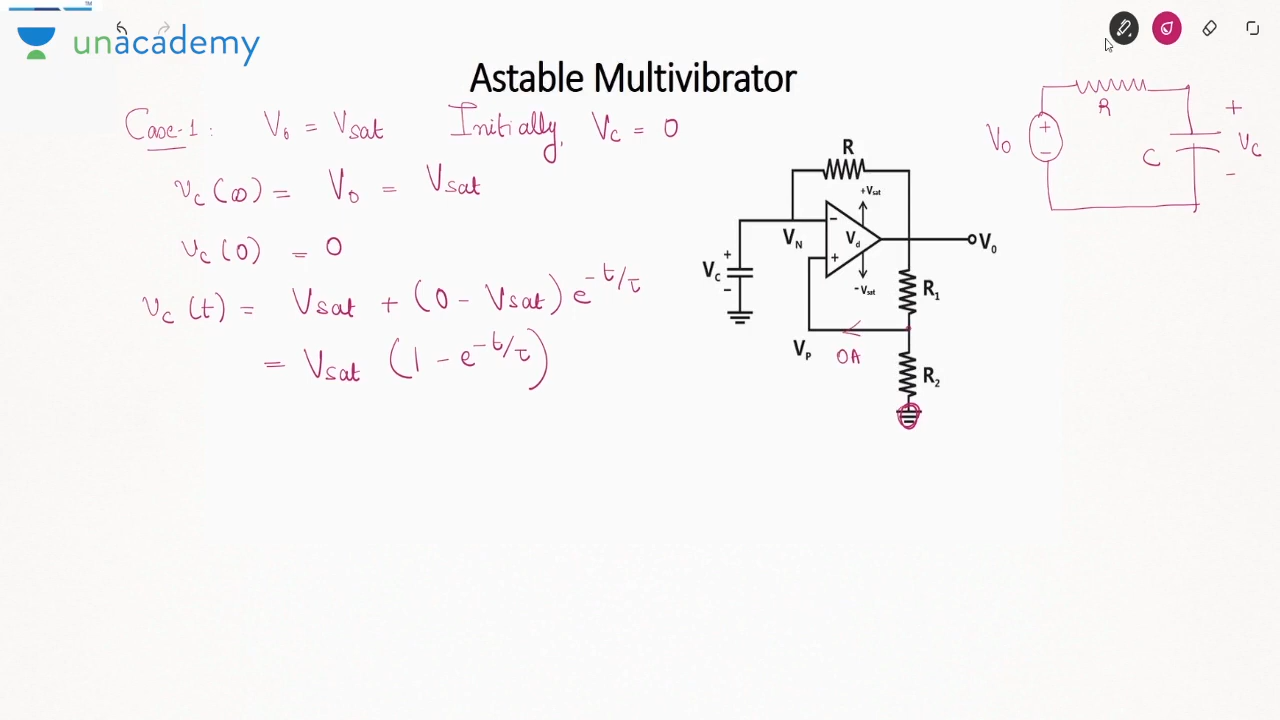 TM
unacademy
Astable Multivibrator
Case-1: V₀ = Vsat Initially, Vc = 0
Vc(∞) = V₀ = Vsat
Vc(0) = 0
Vc(t) = Vsat + (0 - Vsat) e^-t/τ
= Vsat (1 - e^-t/τ)
R
+Vsat
−
VN
Vd
V₀
+
Vc
−
+
-Vsat
R₁
VP
0A
R₂
R
V₀
+
−
C
+
Vc
-